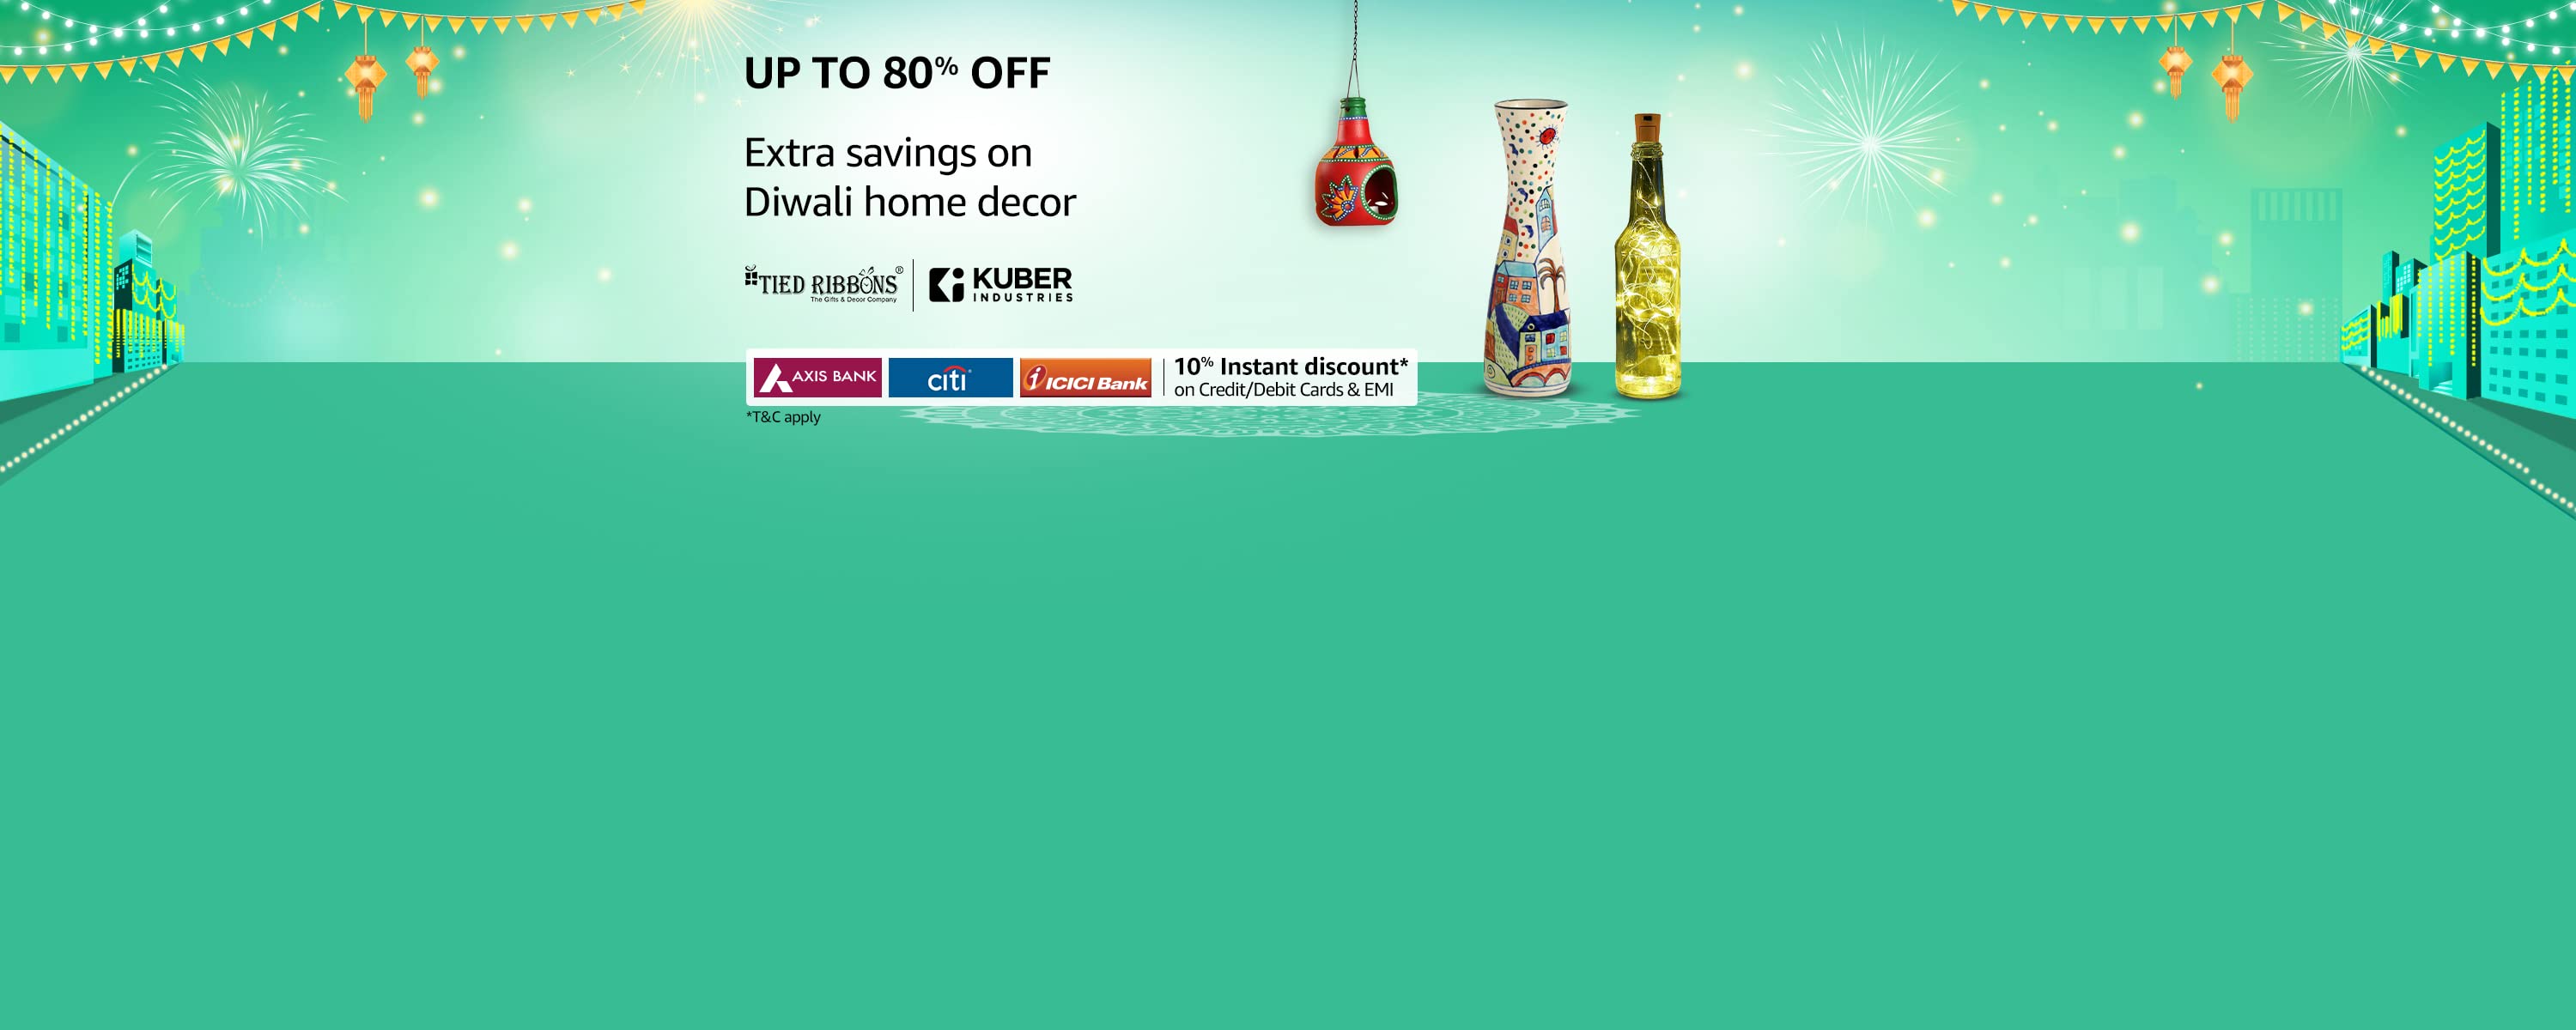 UP TO 80% OFF
Extra savings on
Diwali home decor
TIED RIBBONS®
The Gifts & Decor Company
KUBER
INDUSTRIES
AXIS BANK
citi
ICICI Bank
10% Instant discount*
on Credit/Debit Cards & EMI
*T&C apply